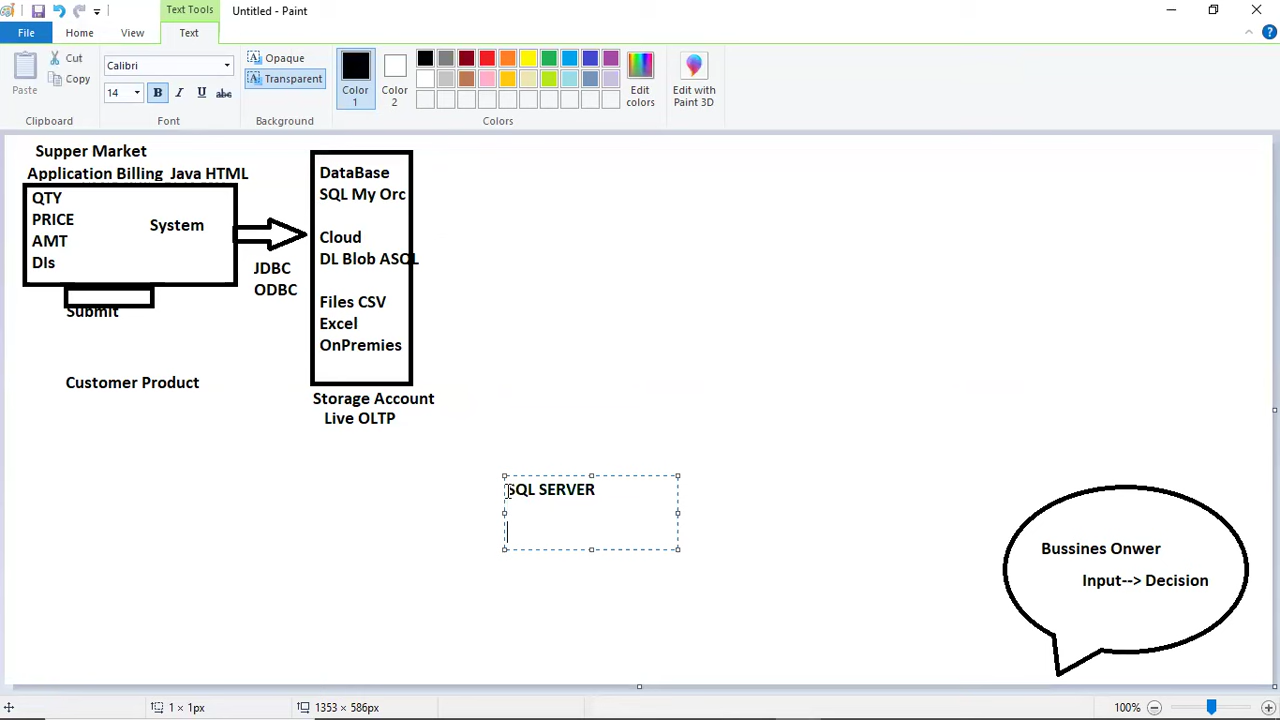 Text Tools
Untitled - Paint
File
Home
View
Text
Paste
Cut
Copy
Clipboard
Calibri
14
B I U abc
Font
Opaque
Transparent
Background
Color 1
Color 2
Edit colors
Edit with Paint 3D
Colors
Supper Market
Application Billing Java HTML
QTY
PRICE
AMT
DIs
System
Submit
JDBC
ODBC
Customer Product
DataBase
SQL My Orc
Cloud
DL Blob ASQL
Files CSV
Excel
OnPremies
Storage Account
Live OLTP
SQL SERVER
Bussines Onwer
Input--> Decision
1 × 1px
1353 × 586px
100%